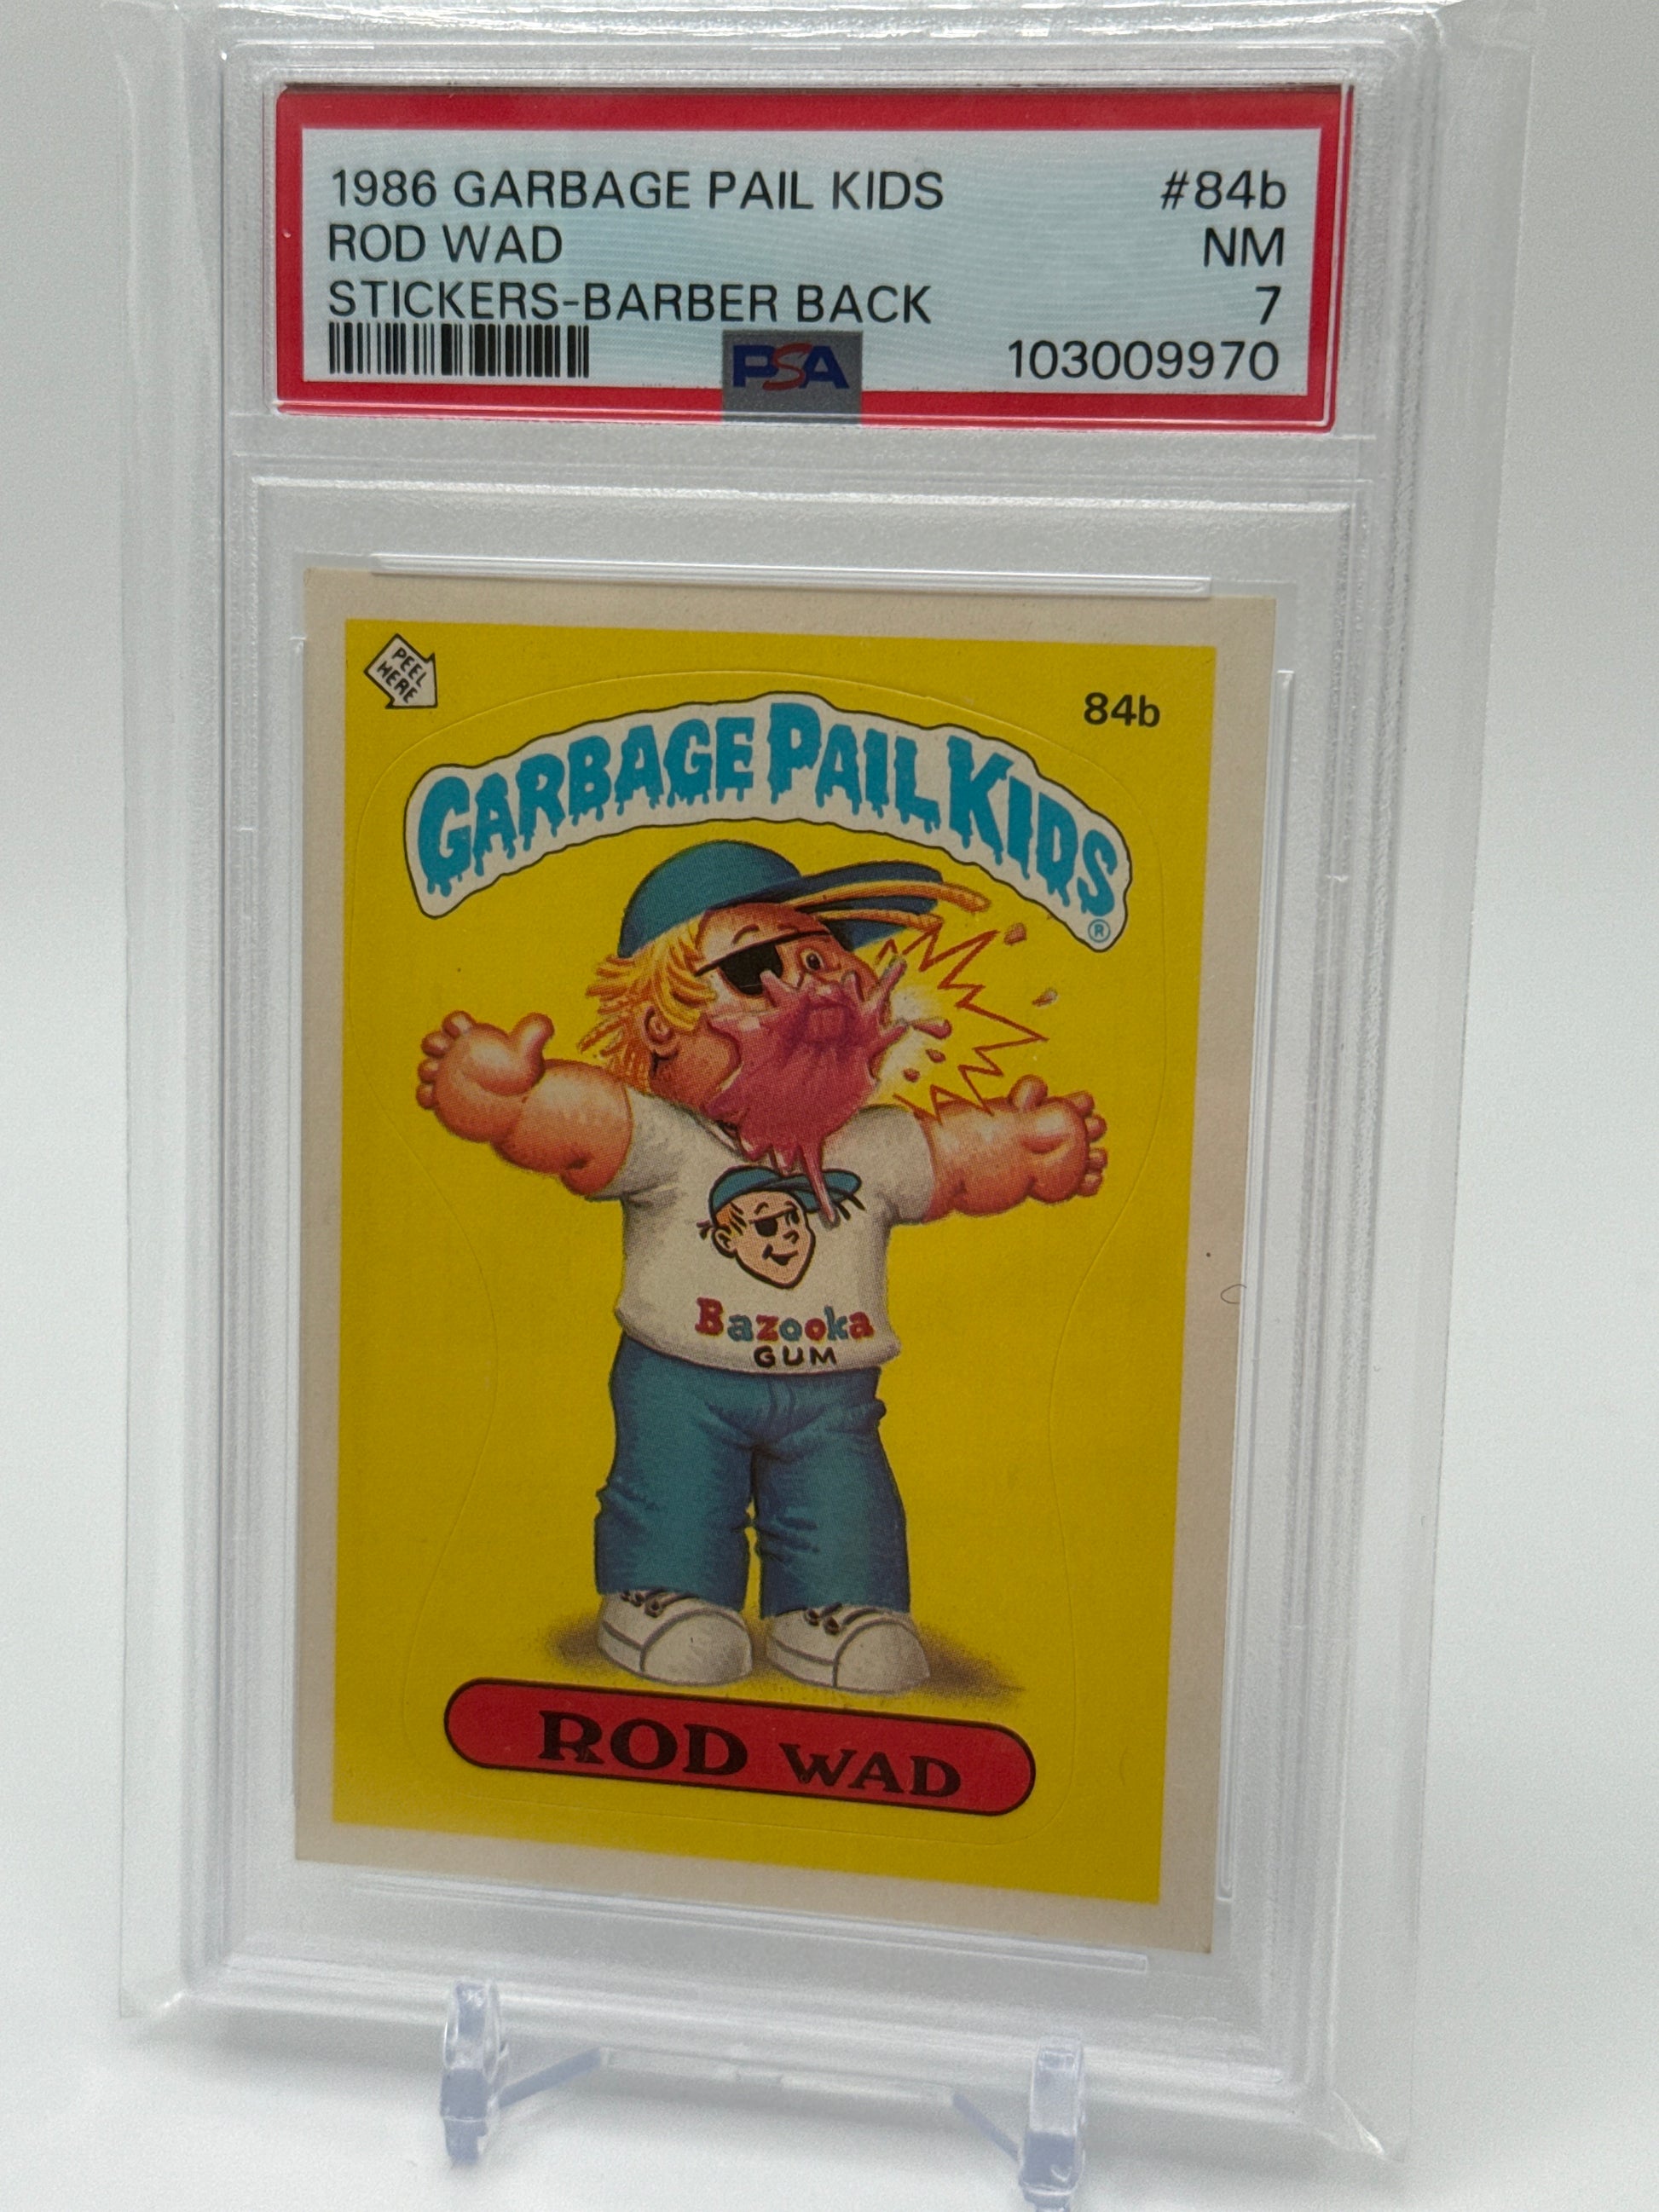 1986 GARBAGE PAIL KIDS #84b
ROD WAD NM
STICKERS-BARBER BACK 7
PSA 103009970
PEEL HERE
84b
GARBAGE PAIL KIDS ®
Bazooka
GUM
ROD WAD